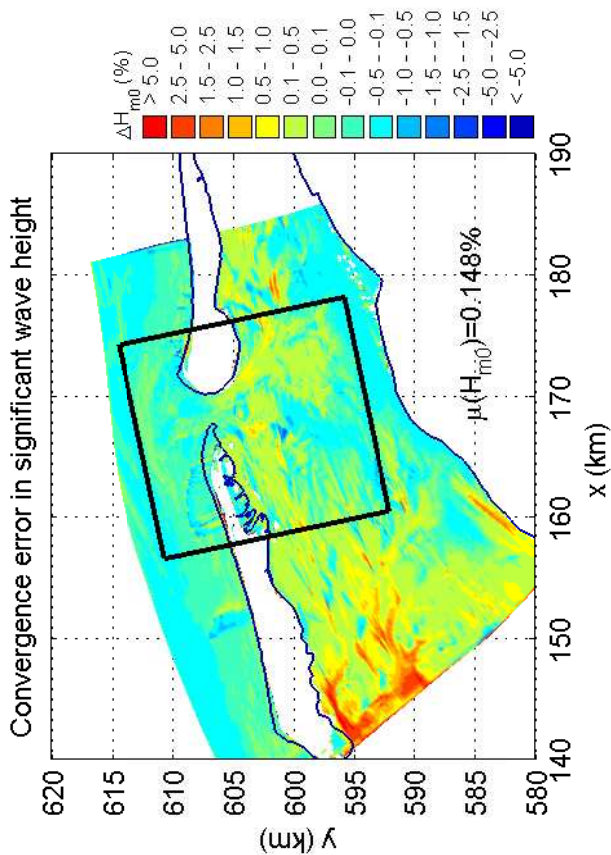 Convergence error in significant wave height
ΔHm0 (%)
> 5.0
2.5 - 5.0
1.5 - 2.5
1.0 - 1.5
0.5 - 1.0
0.1 - 0.5
0.0 - 0.1
-0.1 - 0.0
-0.5 - -0.1
-1.0 - -0.5
-1.5 - -1.0
-2.5 - -1.5
-5.0 - -2.5
< -5.0
620
615
610
605
600
595
590
585
580
y (km)
μ(Hm0)=0.148%
140 150 160 170 180 190
x (km)